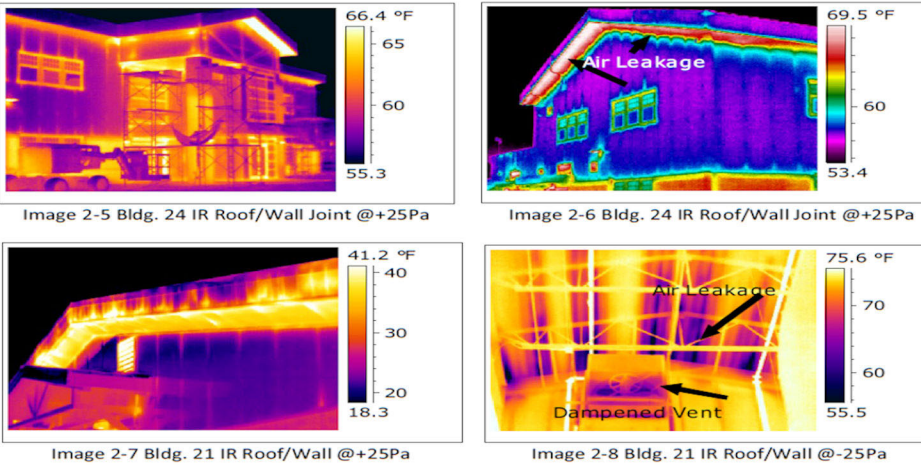 66.4 °F
65
60
55.3
Image 2-5 Bldg. 24 IR Roof/Wall Joint @+25Pa
Air Leakage
69.5 °F
60
53.4
Image 2-6 Bldg. 24 IR Roof/Wall Joint @+25Pa
41.2 °F
40
30
20
18.3
Image 2-7 Bldg. 21 IR Roof/Wall @+25Pa
Air Leakage
Dampened Vent
75.6 °F
70
60
55.5
Image 2-8 Bldg. 21 IR Roof/Wall @-25Pa